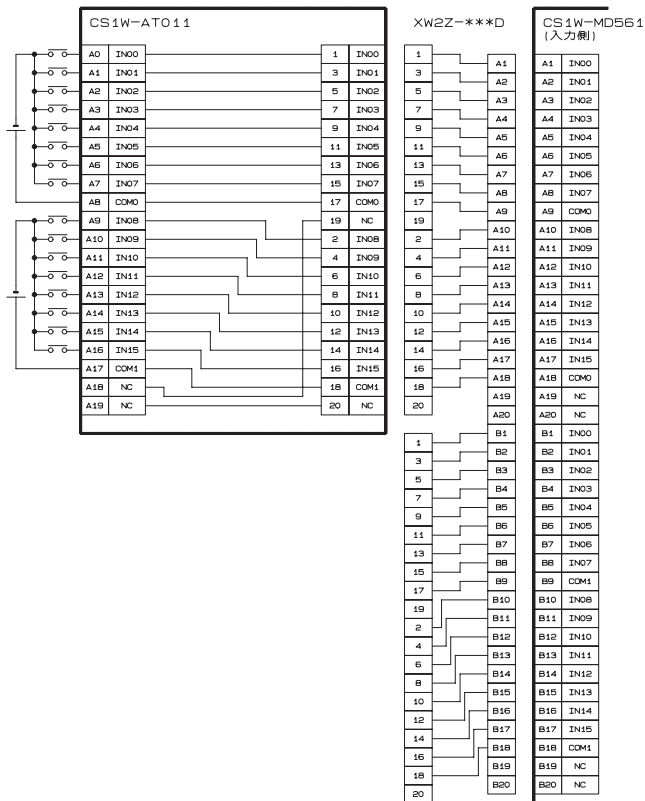 CS1W-AT011 XW2Z-***D CS1W-MD561
(入力側)
A0 IN00 1 IN00 1
A1 IN01 3 IN01 3
A2 IN02 5 IN02 5
A3 IN03 7 IN03 7
A4 IN04 9 IN04 9
A5 IN05 11 IN05 11
A6 IN06 13 IN06 13
A7 IN07 15 IN07 15
A8 COM0 17 COM0 17
A9 IN08 19 NC 19
A10 IN09 2 IN08 2
A11 IN10 4 IN09 4
A12 IN11 6 IN10 6
A13 IN12 8 IN11 8
A14 IN13 10 IN12 10
A15 IN14 12 IN13 12
A16 IN15 14 IN14 14
A17 COM1 16 IN15 16
A18 NC 18 COM1 18
A19 NC 20 NC 20
A1 A1 IN00
A2 A2 IN01
A3 A3 IN02
A4 A4 IN03
A5 A5 IN04
A6 A6 IN05
A7 A7 IN06
A8 A8 IN07
A9 A9 COM0
A10 A10 IN08
A11 A11 IN09
A12 A12 IN10
A13 A13 IN11
A14 A14 IN12
A15 A15 IN13
A16 A16 IN14
A17 A17 IN15
A18 A18 COM0
A19 A19 NC
A20 A20 NC
1 B1 B1 IN00
3 B2 B2 IN01
5 B3 B3 IN02
7 B4 B4 IN03
9 B5 B5 IN04
11 B6 B6 IN05
13 B7 B7 IN06
15 B8 B8 IN07
17 B9 B9 COM1
19 B10 B10 IN08
2 B11 B11 IN09
4 B12 B12 IN10
6 B13 B13 IN11
8 B14 B14 IN12
10 B15 B15 IN13
12 B16 B16 IN14
14 B17 B17 IN15
16 B18 B18 COM1
18 B19 B19 NC
20 B20 B20 NC